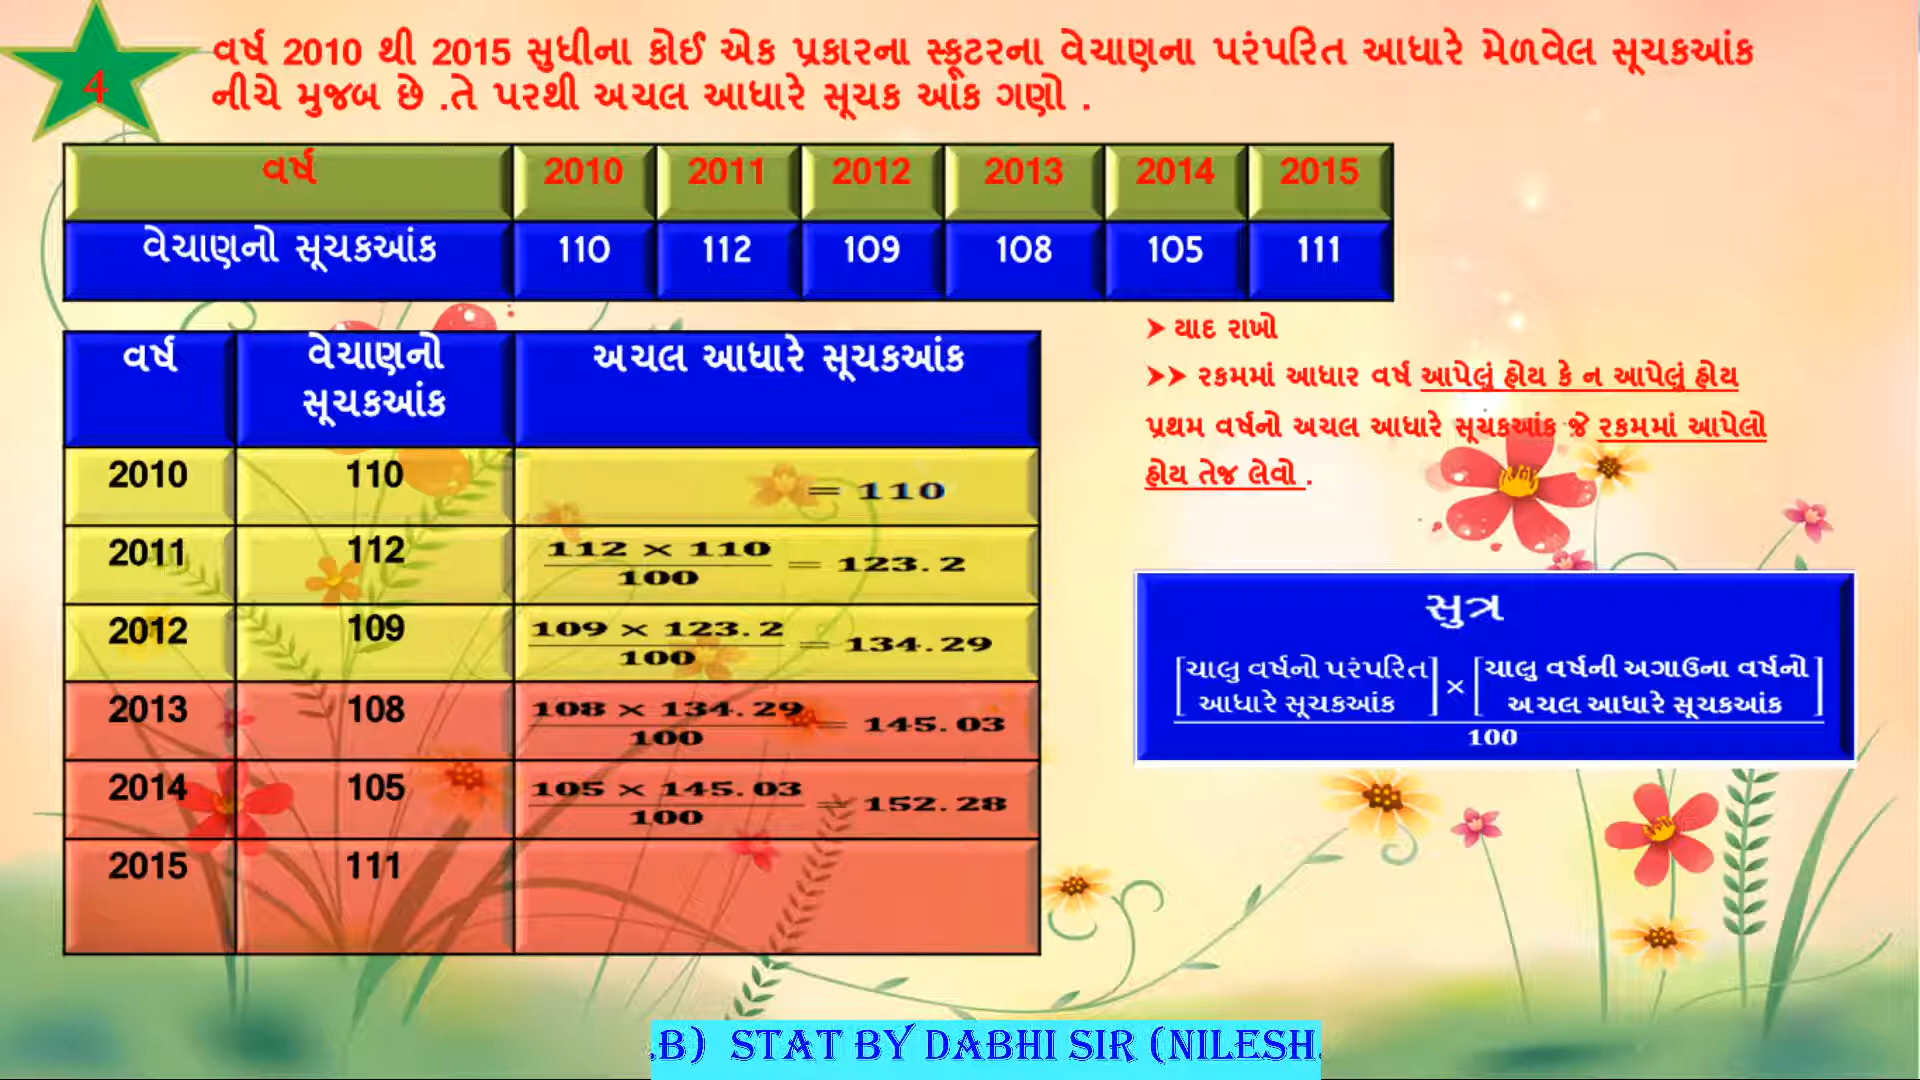 4
વર્ષ 2010 થી 2015 સુધીના કોઈ એક પ્રકારના સ્કૂટરના વેચાણના પરંપરિત આધારે મેળવેલ સૂચકઆંક
નીચે મુજબ છે .તે પરથી અચલ આધારે સૂચક આંક ગણો .
વર્ષ 2010 2011 2012 2013 2014 2015
વેચાણનો સૂચકઆંક 110 112 109 108 105 111
વર્ષ વેચાણનો સૂચકઆંક અચલ આધારે સૂચકઆંક
2010 110 = 110
2011 112 112 × 110 / 100 = 123.2
2012 109 109 × 123.2 / 100 = 134.29
2013 108 108 × 134.29 / 100 = 145.03
2014 105 105 × 145.03 / 100 = 152.28
2015 111
➤ યાદ રાખો
➤➤ રકમમાં આધાર વર્ષ આપેલું હોય કે ન આપેલું હોય
પ્રથમ વર્ષનો અચલ આધારે સૂચકઆંક જે રકમમાં આપેલો
હોય તેજ લેવો .
સુત્ર
[ચાલુ વર્ષનો પરંપરિત આધારે સૂચકઆંક] × [ચાલુ વર્ષની અગાઉના વર્ષનો અચલ આધારે સૂચકઆંક]
100
.B) STAT BY DABHI SIR (NILESH.